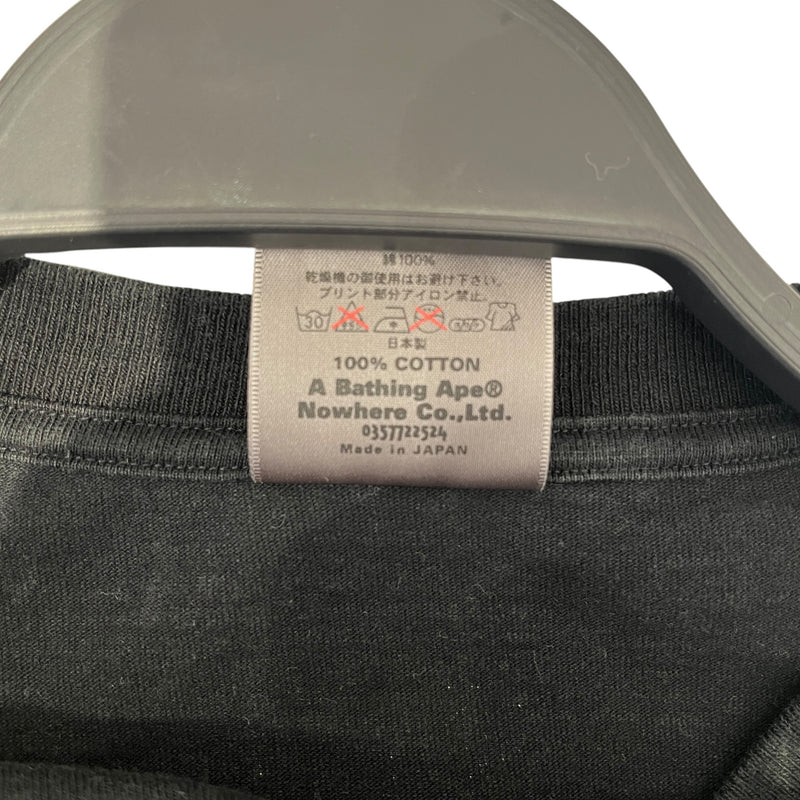 綿100%
乾燥機の御使用はお避け下さい。
プリント部分アイロン禁止。
30
日本製
100% COTTON
A Bathing Ape®
Nowhere Co.,Ltd.
0357722524
Made in JAPAN